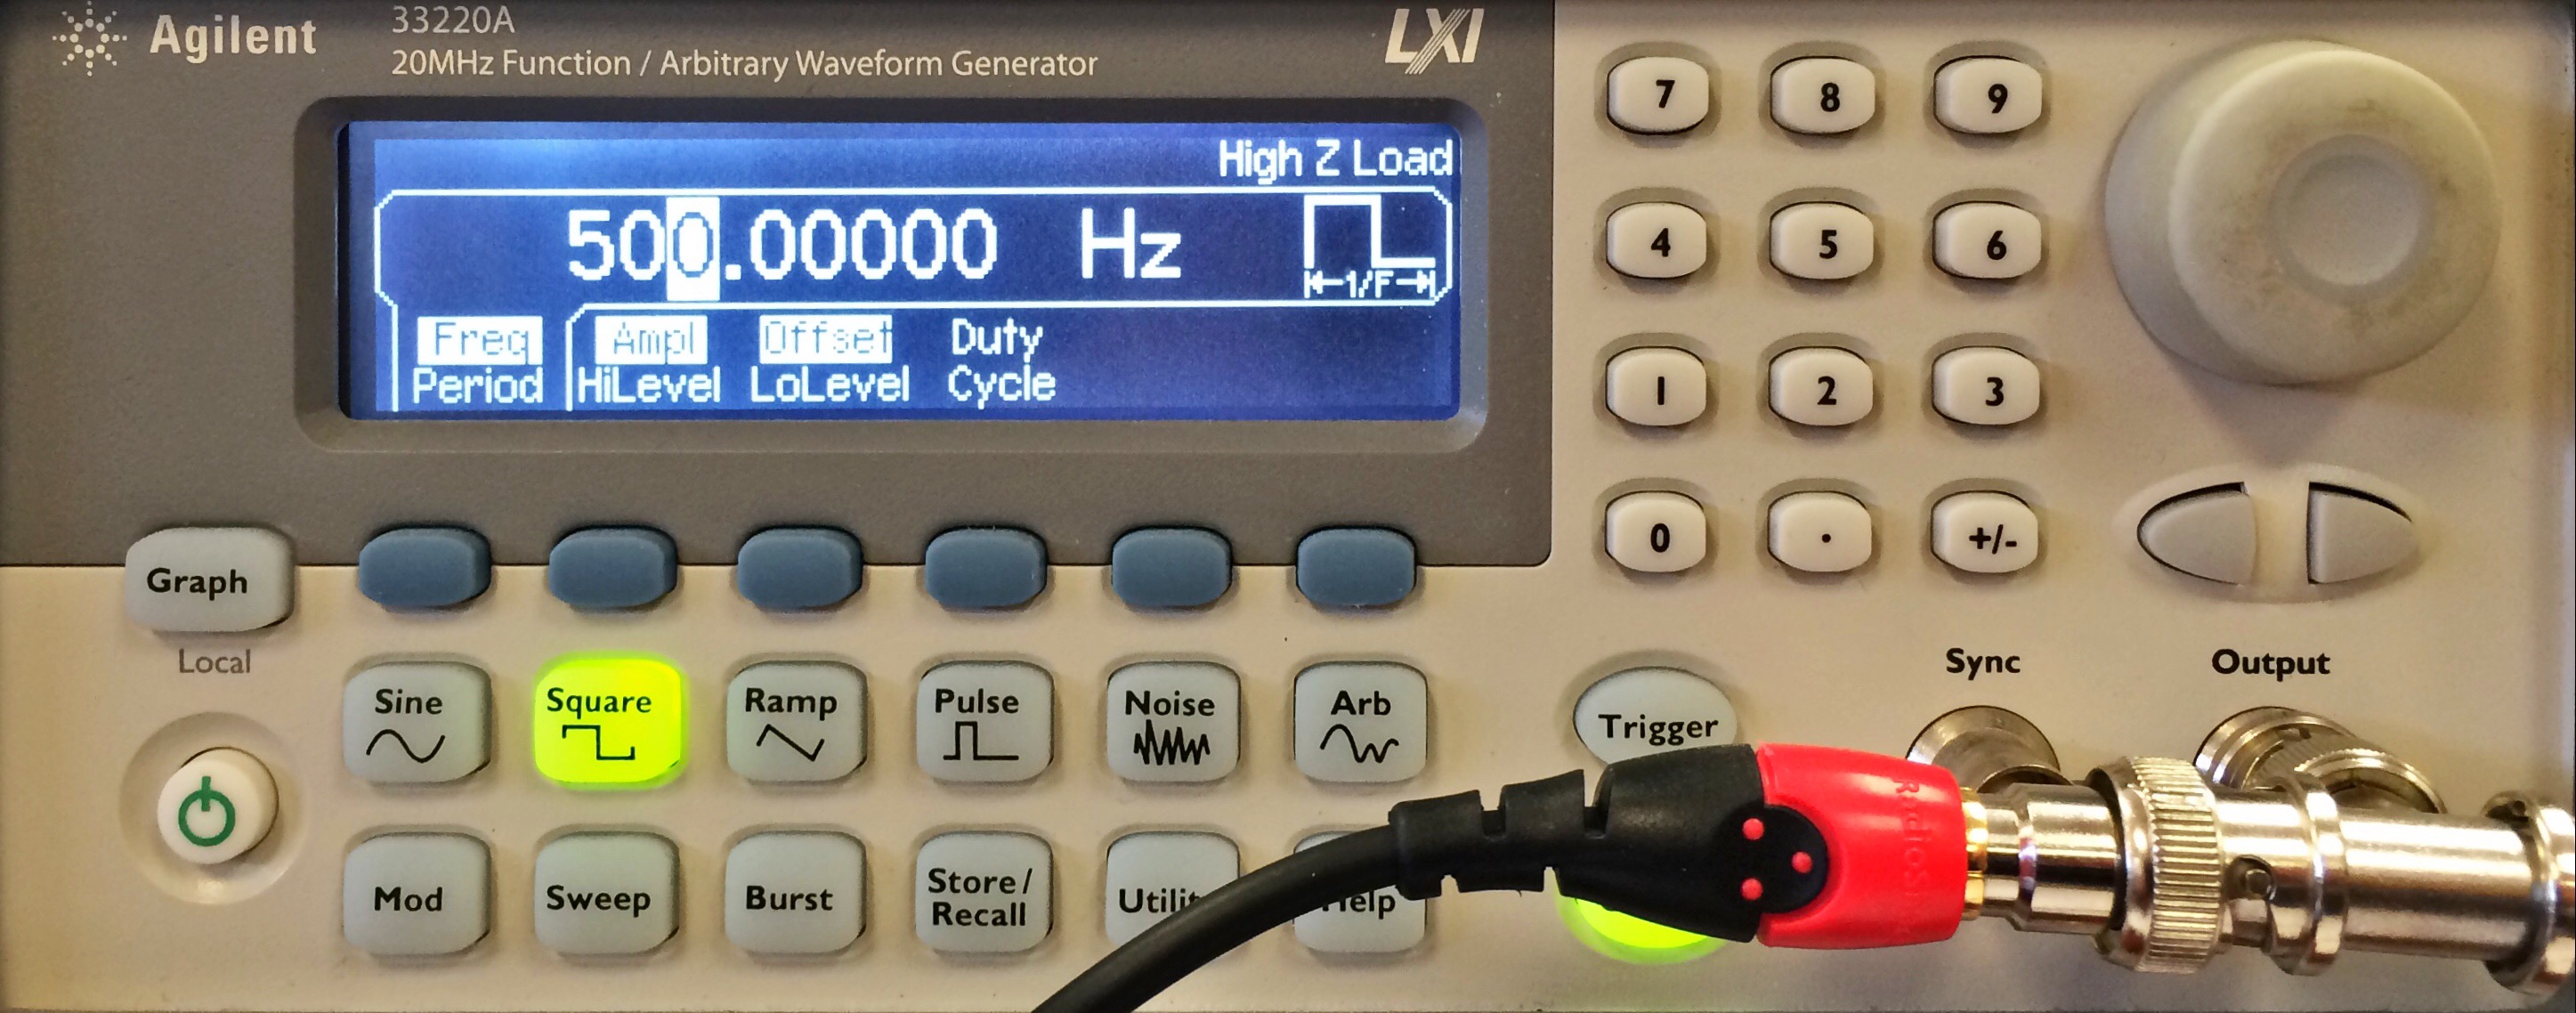 Agilent
33220A
20MHz Function / Arbitrary Waveform Generator
LXI
High Z Load
500.00000 Hz
1/F
Freq Ampl Offset Duty
Period HiLevel LoLevel Cycle
7 8 9
4 5 6
1 2 3
0 . +/-
Graph
Local
Sync Output
Sine Square Ramp Pulse Noise Arb
Trigger
Mod Sweep Burst Store/
Recall